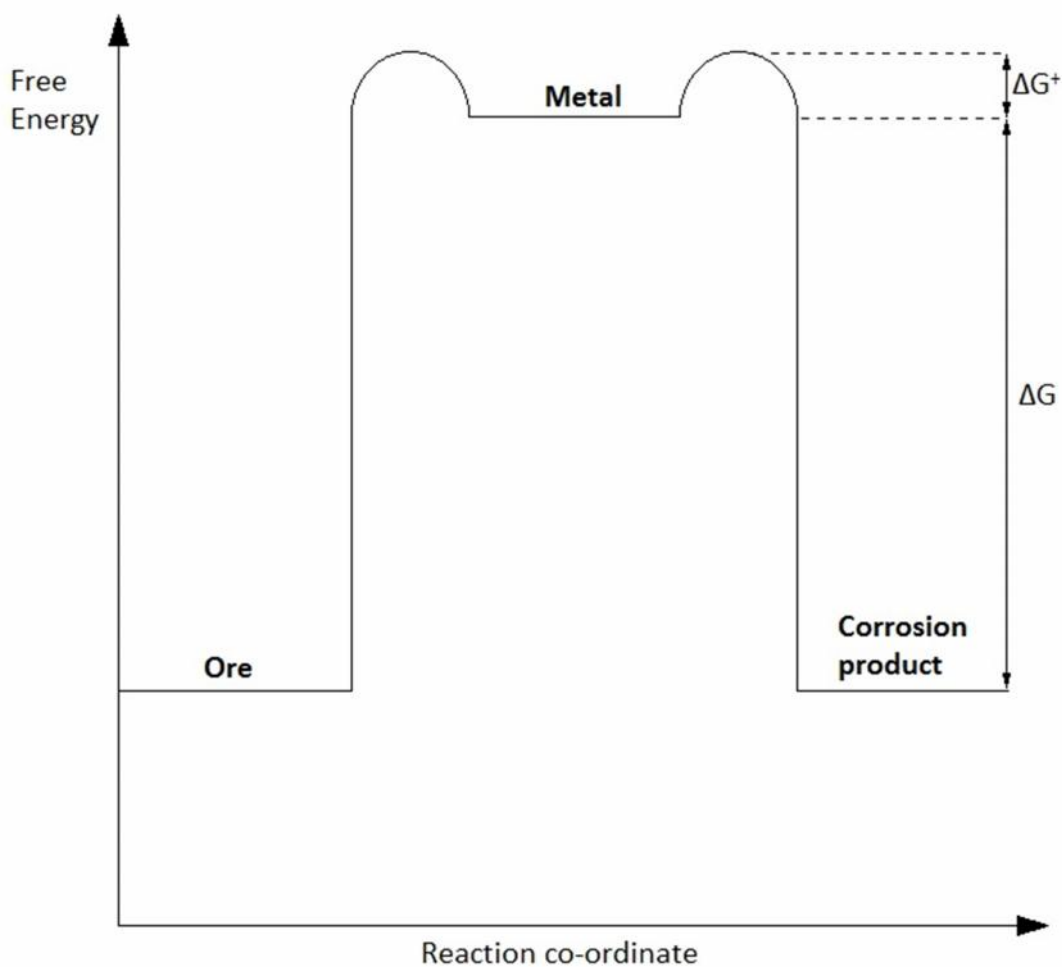 Free
Energy
Metal
ΔG⁺
ΔG
Corrosion
product
Ore
Reaction co-ordinate